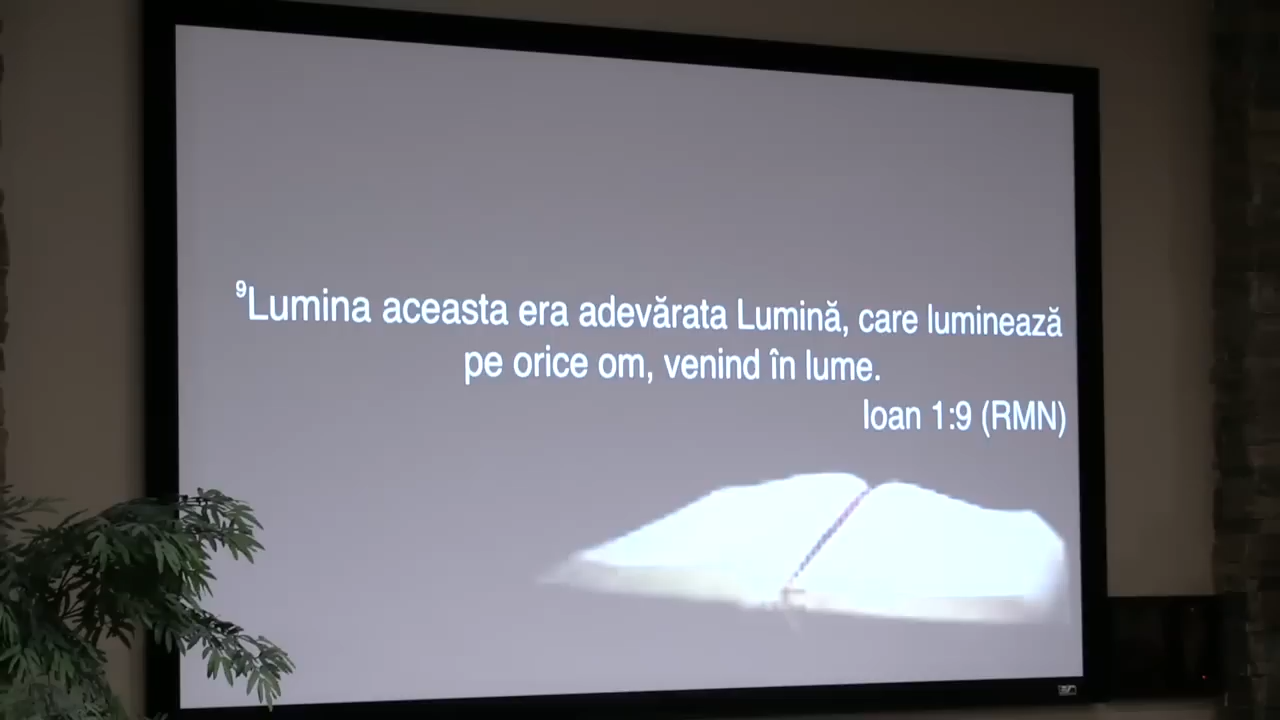 ⁹Lumina aceasta era adevărata Lumină, care luminează
pe orice om, venind în lume.
Ioan 1:9 (RMN)